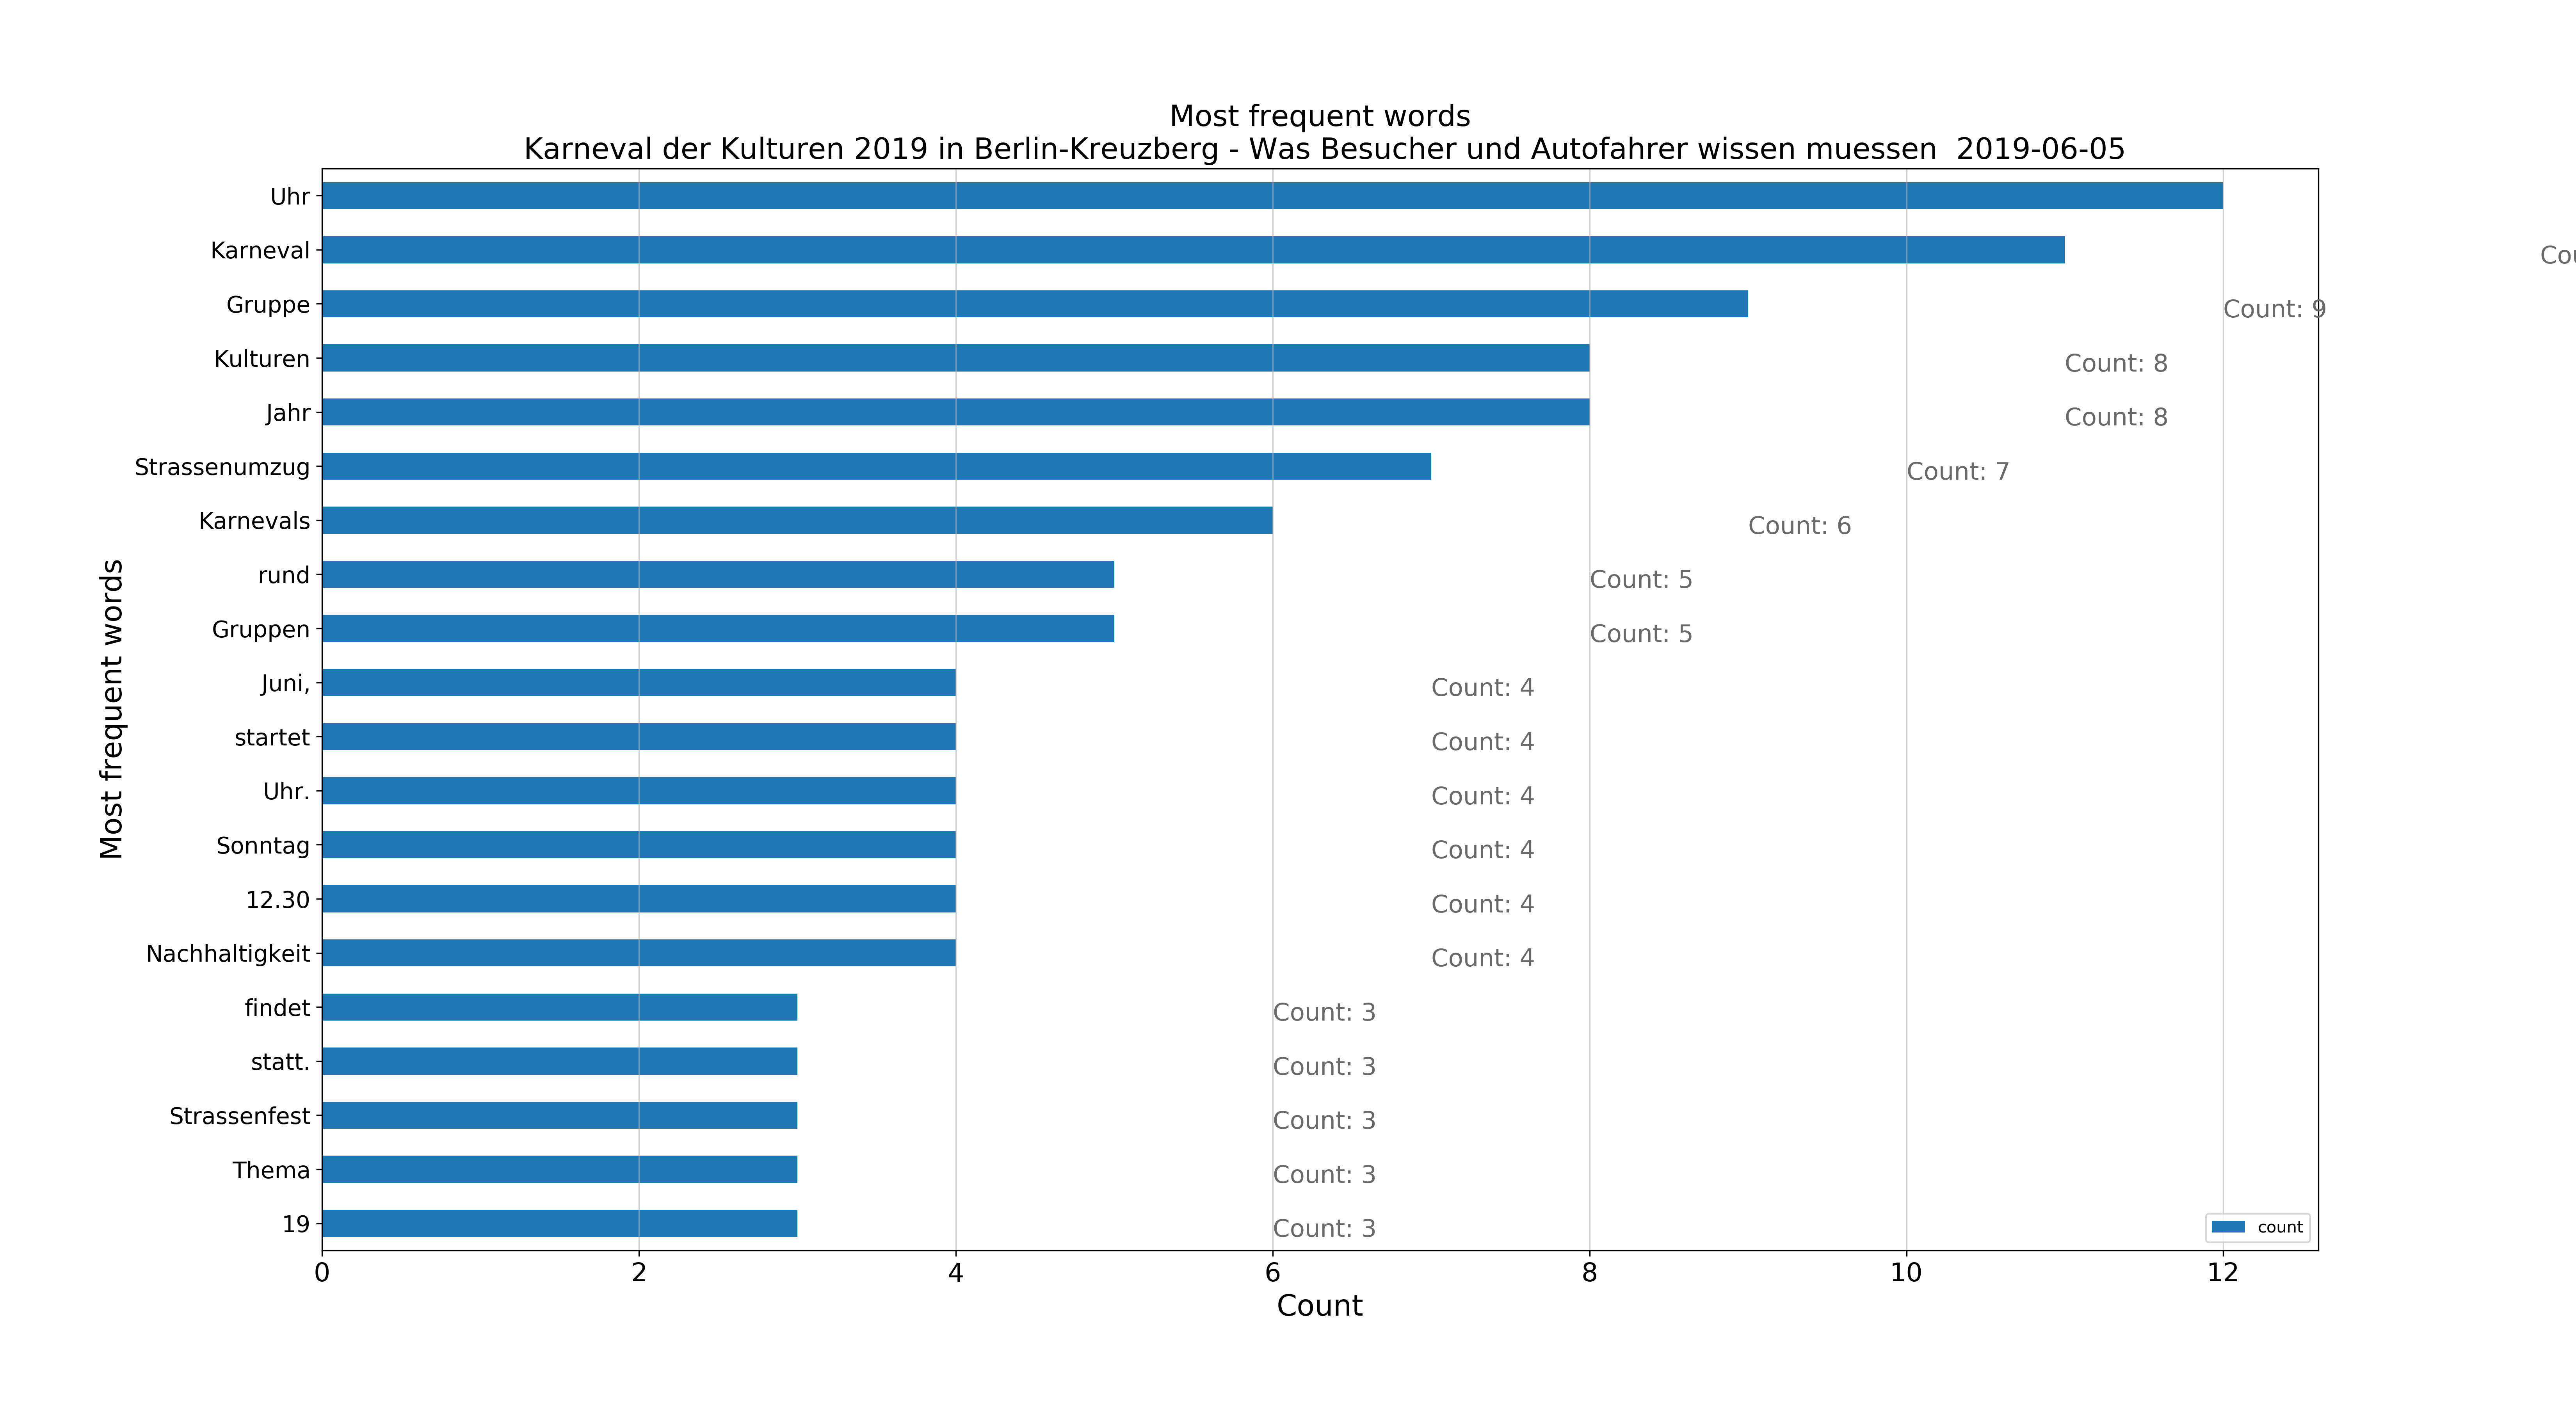 Most frequent words
Karneval der Kulturen 2019 in Berlin-Kreuzberg - Was Besucher und Autofahrer wissen muessen  2019-06-05
Most frequent words
Uhr
Karneval
Gruppe Count: 9
Kulturen Count: 8
Jahr Count: 8
Strassenumzug Count: 7
Karnevals Count: 6
rund Count: 5
Gruppen Count: 5
Juni, Count: 4
startet Count: 4
Uhr. Count: 4
Sonntag Count: 4
12.30 Count: 4
Nachhaltigkeit Count: 4
findet Count: 3
statt. Count: 3
Strassenfest Count: 3
Thema Count: 3
19 Count: 3
count
0 2 4 6 8 10 12
Count